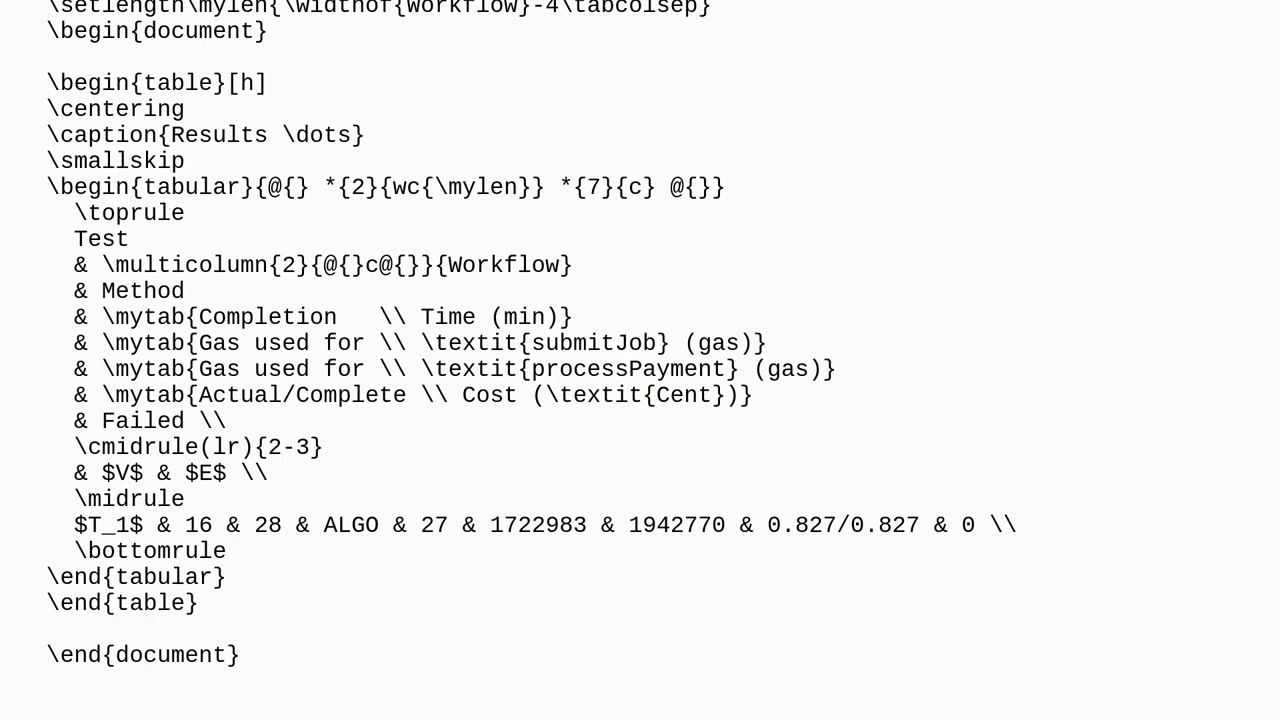 \setlength\mylen{\widthof{Workflow}-4\tabcolsep}
\begin{document}
\begin{table}[h]
\centering
\caption{Results \dots}
\smallskip
\begin{tabular}{@{} *{2}{wc{\mylen}} *{7}{c} @{}}
\toprule
Test
& \multicolumn{2}{@{}c@{}}{Workflow}
& Method
& \mytab{Completion   \\ Time (min)}
& \mytab{Gas used for \\ \textit{submitJob} (gas)}
& \mytab{Gas used for \\ \textit{processPayment} (gas)}
& \mytab{Actual/Complete \\ Cost (\textit{Cent})}
& Failed \\
\cmidrule(lr){2-3}
& $V$ & $E$ \\
\midrule
$T_1$ & 16 & 28 & ALGO & 27 & 1722983 & 1942770 & 0.827/0.827 & 0 \\
\bottomrule
\end{tabular}
\end{table}
\end{document}